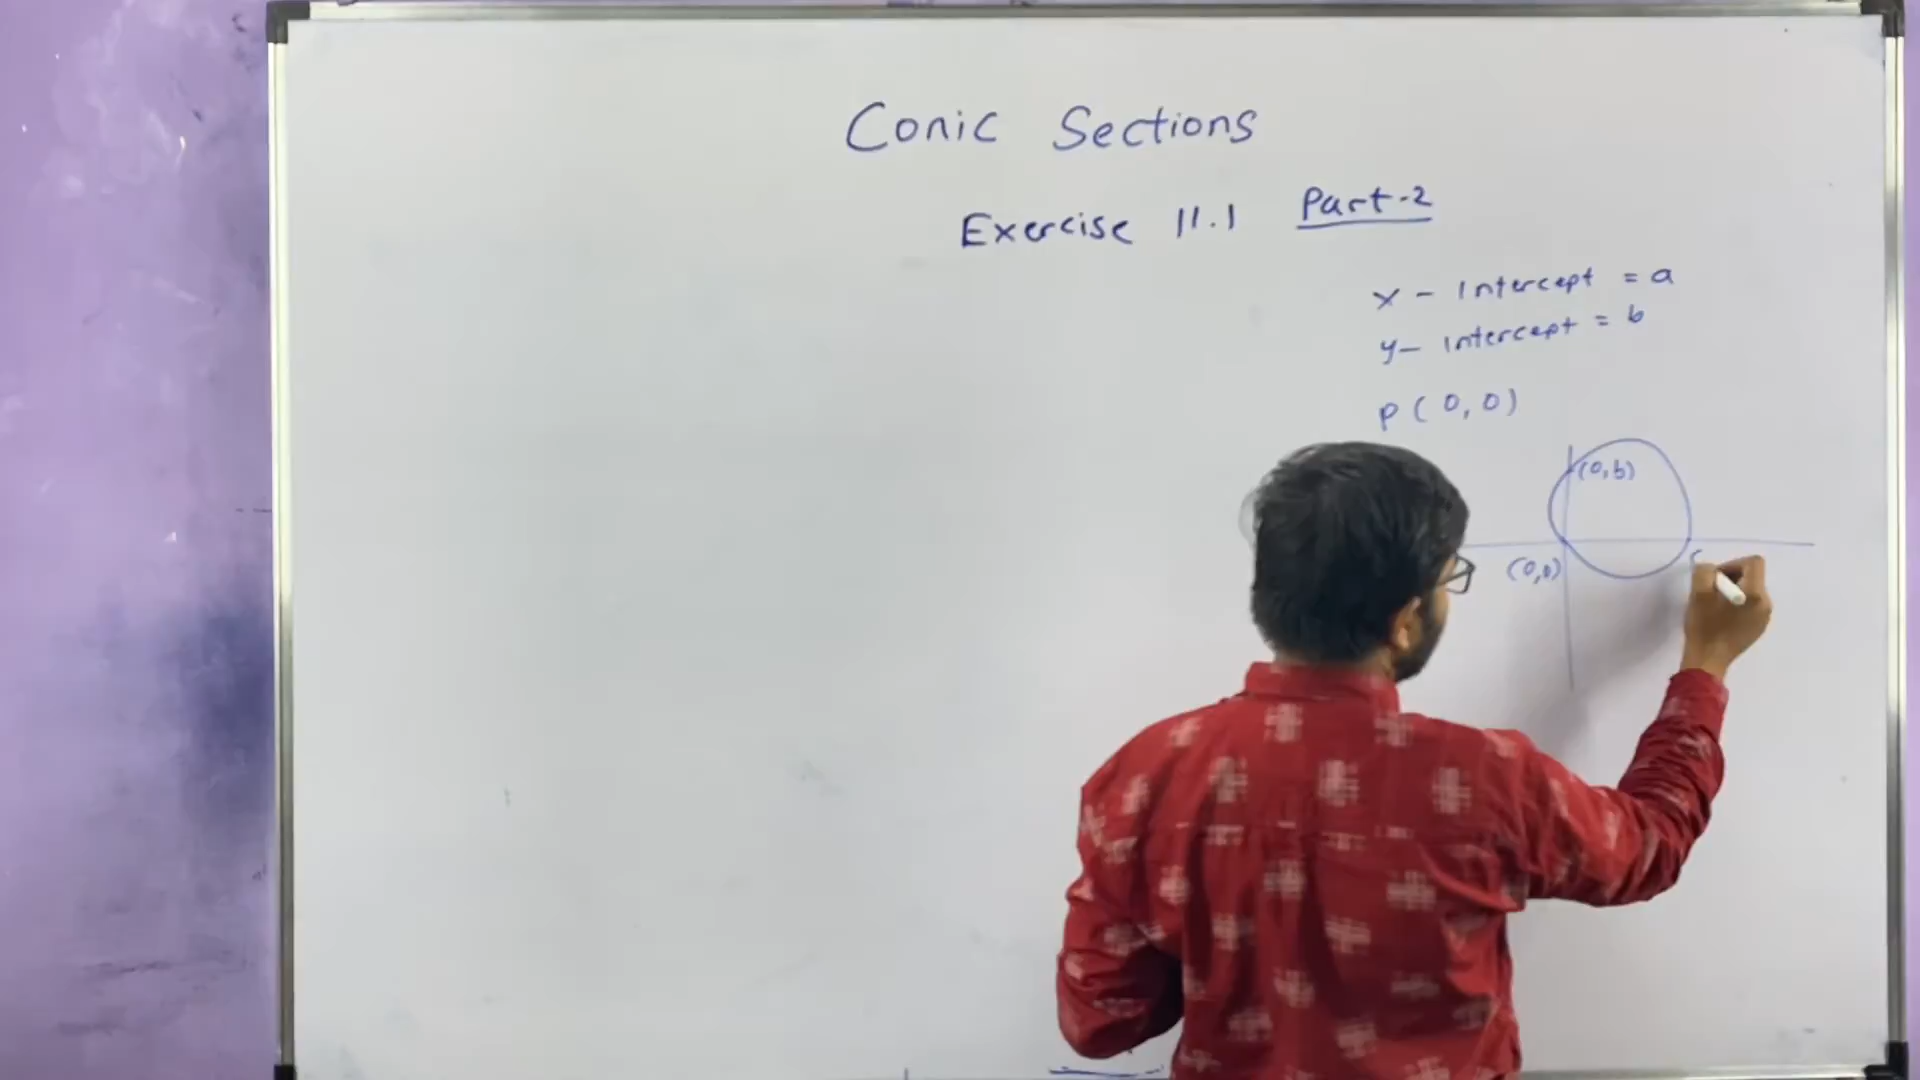 Conic Sections
Exercise 11.1 Part-2
x - Intercept = a
y - Intercept = b
P(0,0)
(0,b)
(0,0)
(